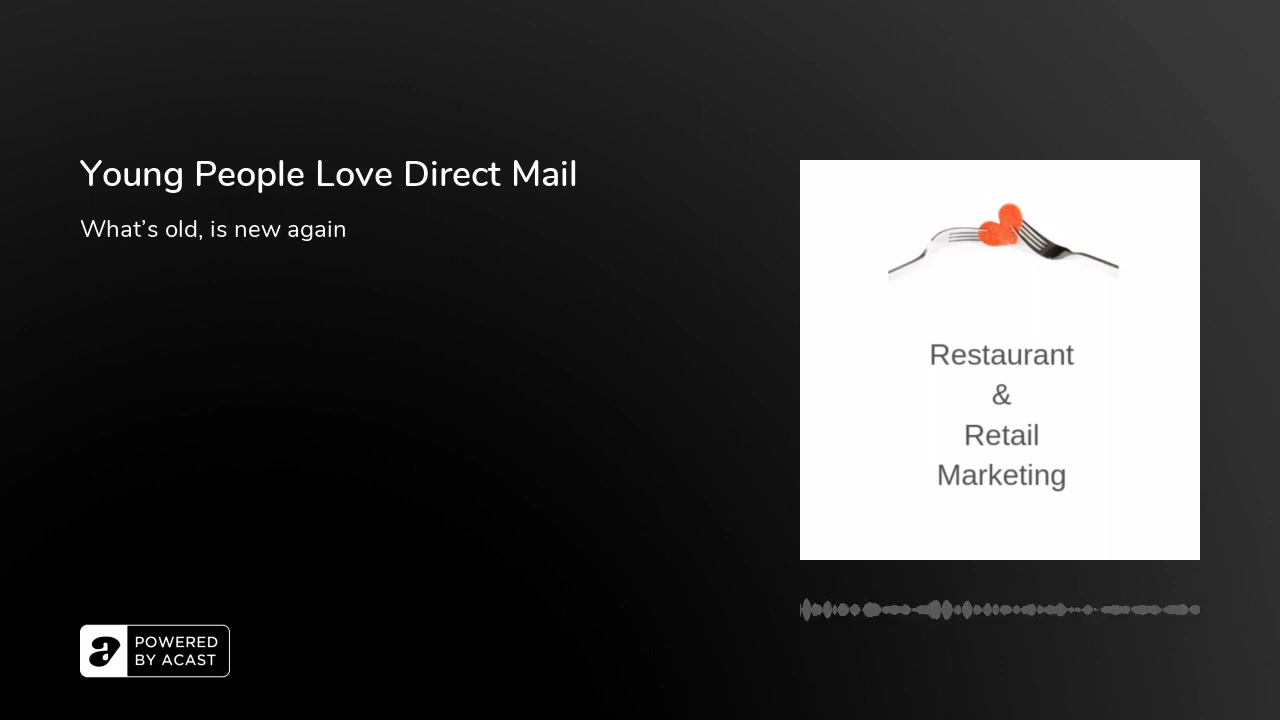 Young People Love Direct Mail
What’s old, is new again
Restaurant
&
Retail
Marketing
POWERED
BY ACAST